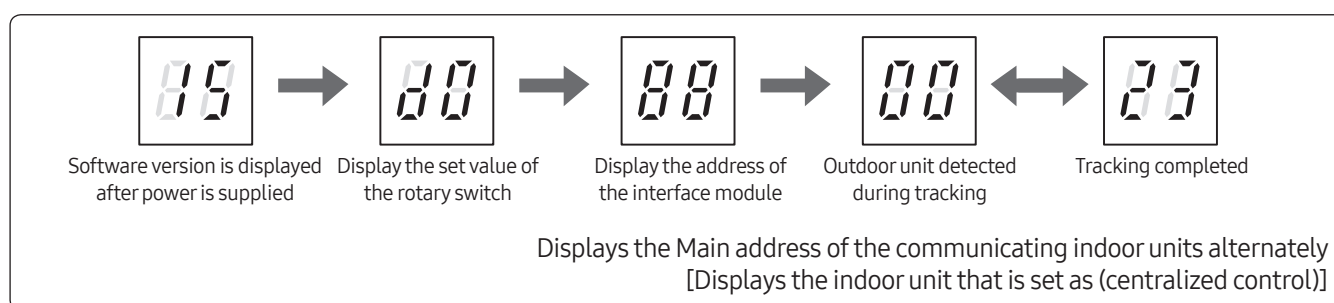 15 d0 88 00 23
Software version is displayed
after power is supplied
Display the set value of
the rotary switch
Display the address of
the interface module
Outdoor unit detected
during tracking
Tracking completed
Displays the Main address of the communicating indoor units alternately
[Displays the indoor unit that is set as (centralized control)]